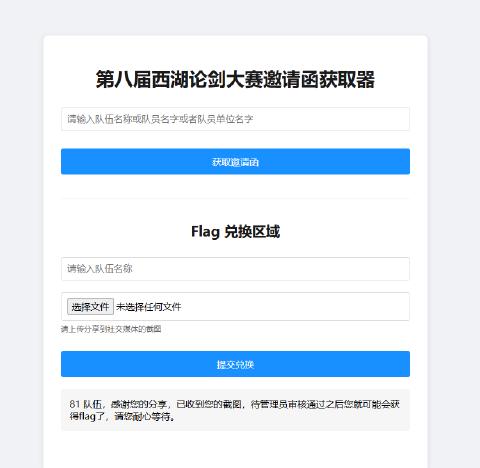 第八届西湖论剑大赛邀请函获取器
请输入队伍名称或队员名字或者队员单位名字
获取邀请函
Flag 兑换区域
请输入队伍名称
选择文件 未选择任何文件
请上传分享到社交媒体的截图
提交兑换
81 队伍，感谢您的分享，已收到您的截图，待管理员审核通过之后您就可能会获
得flag了，请您耐心等待。